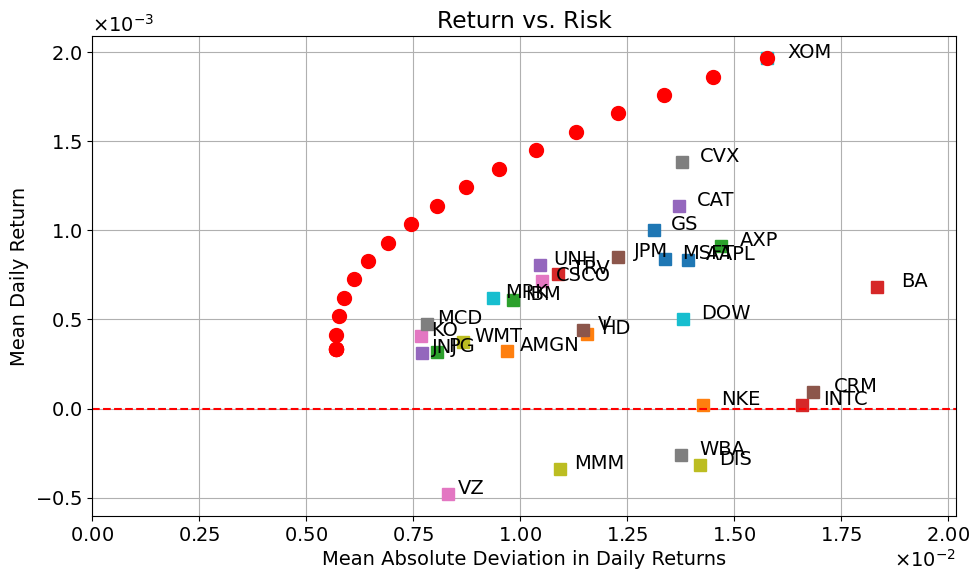 Return vs. Risk
×10⁻³
2.0
1.5
1.0
0.5
0.0
−0.5
Mean Daily Return
XOM
CVX
CAT
GS
AXP
MSFT
AAPL
JPM
UNH
TRV
CSCO
BA
MRK
IBM
DOW
MCD
V
HD
KO
WMT
AMGN
JNJ
PG
CRM
NKE
INTC
WBA
DIS
MMM
VZ
0.00 0.25 0.50 0.75 1.00 1.25 1.50 1.75 2.00
Mean Absolute Deviation in Daily Returns
×10⁻²